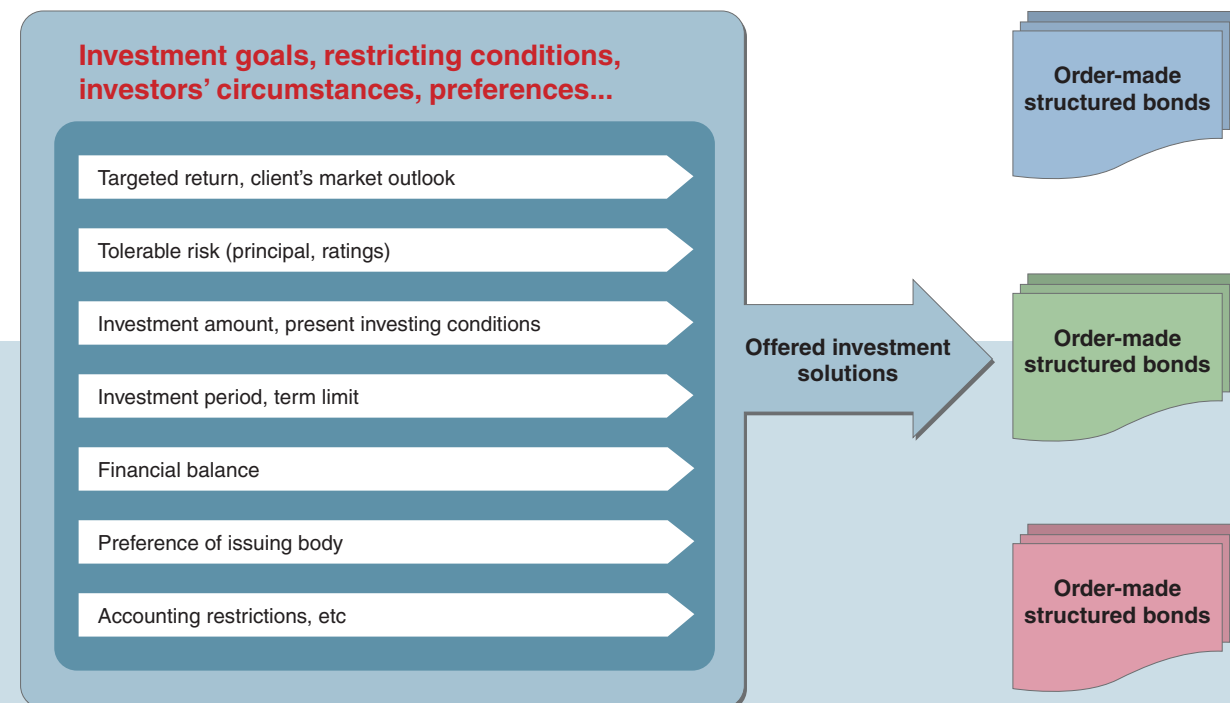 Investment goals, restricting conditions,
investors’ circumstances, preferences...
Targeted return, client’s market outlook
Tolerable risk (principal, ratings)
Investment amount, present investing conditions
Investment period, term limit
Financial balance
Preference of issuing body
Accounting restrictions, etc
Offered investment
solutions
Order-made
structured bonds
Order-made
structured bonds
Order-made
structured bonds